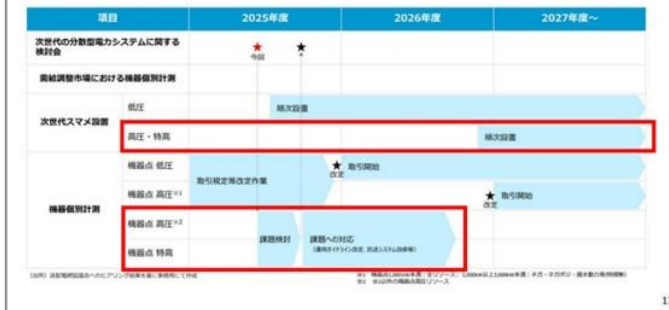 項目 2025年度 2026年度 2027年度～
次世代の分散型電力システムに関する
検討会
★ ★
今回 *
需給調整市場における機器個別計測
次世代スマメ設置
低圧 順次設置
高圧・特高 順次設置
機器個別計測
機器点 低圧 ★ 取引開始
改定
取引規定等改定作業
機器点 高圧※1 ★ 取引開始
改定
機器点 高圧※2
課題検討 課題への対応
機器点 特高